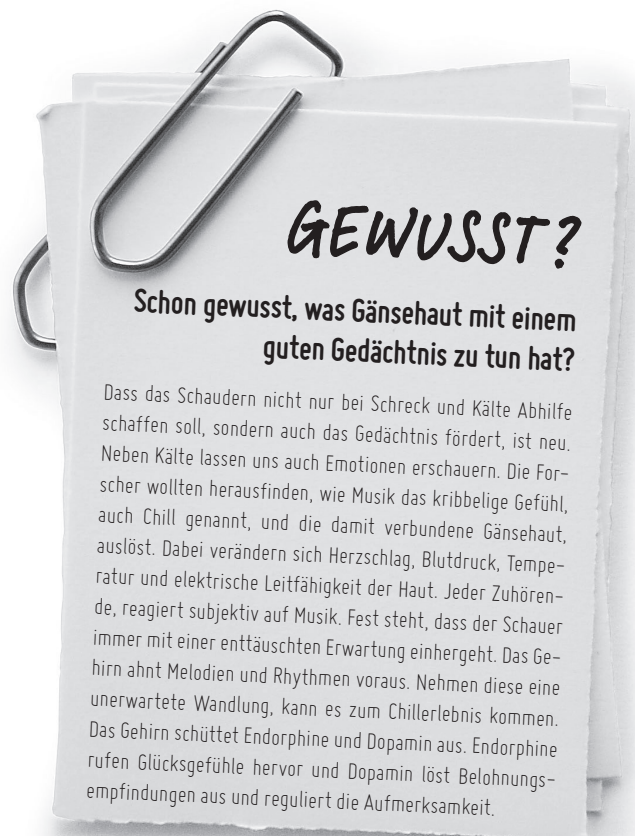 GEWUSST?
Schon gewusst, was Gänsehaut mit einem
guten Gedächtnis zu tun hat?
Dass das Schaudern nicht nur bei Schreck und Kälte Abhilfe
schaffen soll, sondern auch das Gedächtnis fördert, ist neu.
Neben Kälte lassen uns auch Emotionen erschauern. Die For-
scher wollten herausfinden, wie Musik das kribbelige Gefühl,
auch Chill genannt, und die damit verbundene Gänsehaut,
auslöst. Dabei verändern sich Herzschlag, Blutdruck, Tempe-
ratur und elektrische Leitfähigkeit der Haut. Jeder Zuhören-
de, reagiert subjektiv auf Musik. Fest steht, dass der Schauer
immer mit einer enttäuschten Erwartung einhergeht. Das Ge-
hirn ahnt Melodien und Rhythmen voraus. Nehmen diese eine
unerwartete Wandlung, kann es zum Chillerlebnis kommen.
Das Gehirn schüttet Endorphine und Dopamin aus. Endorphine
rufen Glücksgefühle hervor und Dopamin löst Belohnungs-
empfindungen aus und reguliert die Aufmerksamkeit.